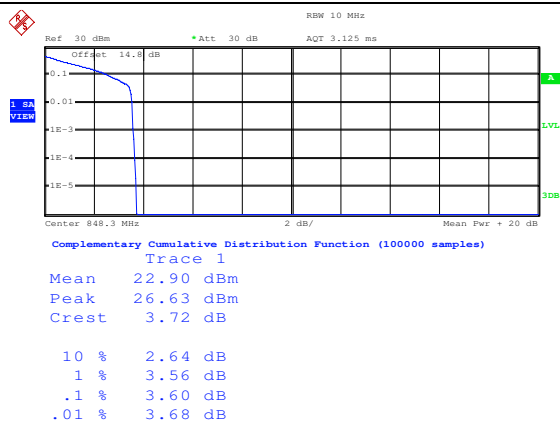 RBW 10 MHz
Ref 30 dBm * Att 30 dB AQT 3.125 ms
Offset 14.8 dB
0.1
A
0.01
1 SA
VIEW
1E-3
LVL
1E-4
1E-5
3DB
Center 848.3 MHz 2 dB/ Mean Pwr + 20 dB
Complementary Cumulative Distribution Function (100000 samples)
Trace 1
Mean 22.90 dBm
Peak 26.63 dBm
Crest 3.72 dB
10 % 2.64 dB
1 % 3.56 dB
.1 % 3.60 dB
.01 % 3.68 dB